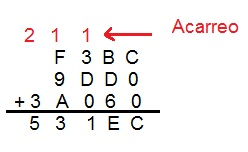 2 1 1 Acarreo
F 3 B C
9 D D 0
+3 A 0 6 0
5 3 1 E C